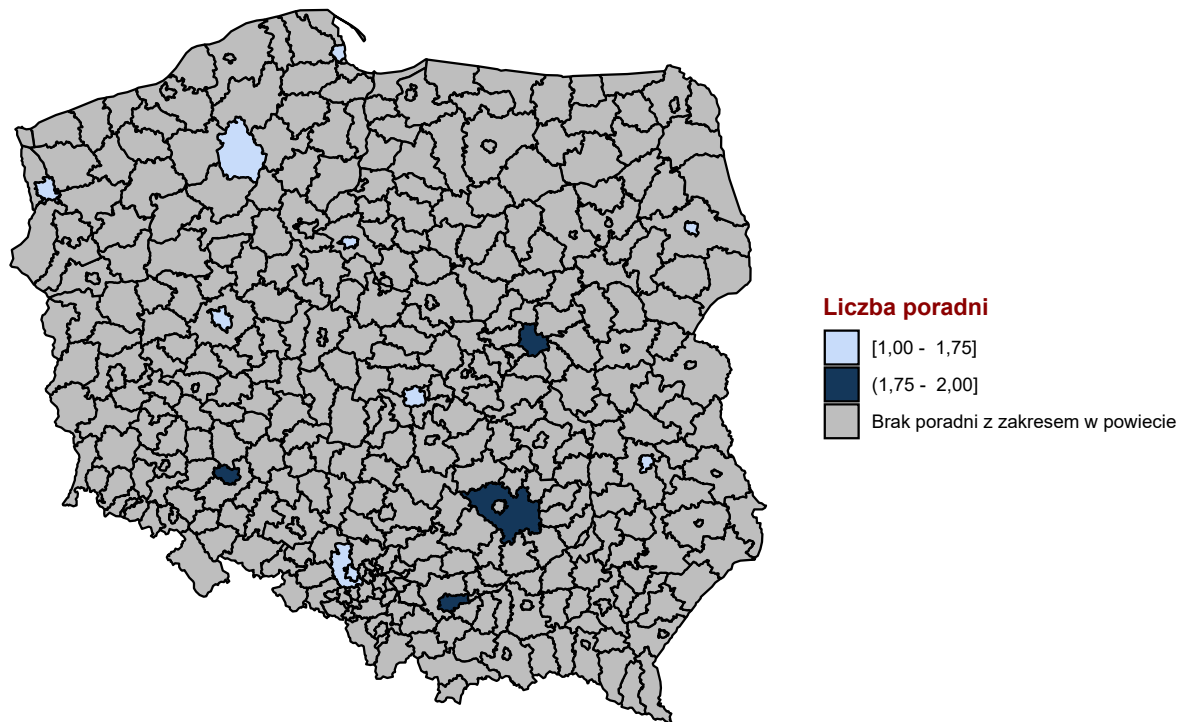 Liczba poradni
[1,00 - 1,75]
(1,75 - 2,00]
Brak poradni z zakresem w powiecie